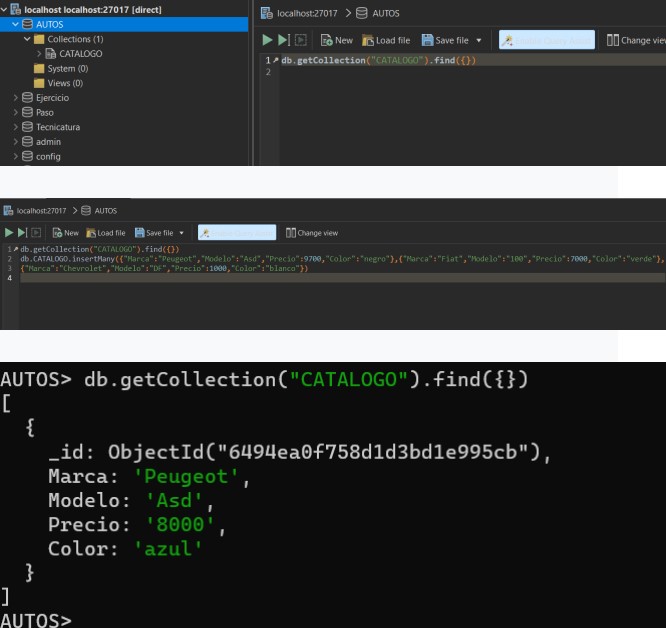 localhost localhost:27017 [direct]
AUTOS
Collections (1)
CATALOGO
System (0)
Views (0)
Ejercicio
Paso
Tecnicatura
admin
config
localhost:27017 > AUTOS
New Load file Save file Change view
1 db.getCollection("CATALOGO").find({})
2
localhost:27017 > AUTOS
New Load file Save file Change view
1 db.getCollection("CATALOGO").find({})
2 db.CATALOGO.insertMany({"Marca":"Peugeot","Modelo":"Asd","Precio":9700,"Color":"negro"},{"Marca":"Fiat","Modelo":"100","Precio":7000,"Color":"verde"},
3 {"Marca":"Chevrolet","Modelo":"DF","Precio":1000,"Color":"blanco"})
4
AUTOS> db.getCollection("CATALOGO").find({})
[
{
_id: ObjectId("6494ea0f758d1d3bd1e995cb"),
Marca: 'Peugeot',
Modelo: 'Asd',
Precio: '8000',
Color: 'azul'
}
]
AUTOS>